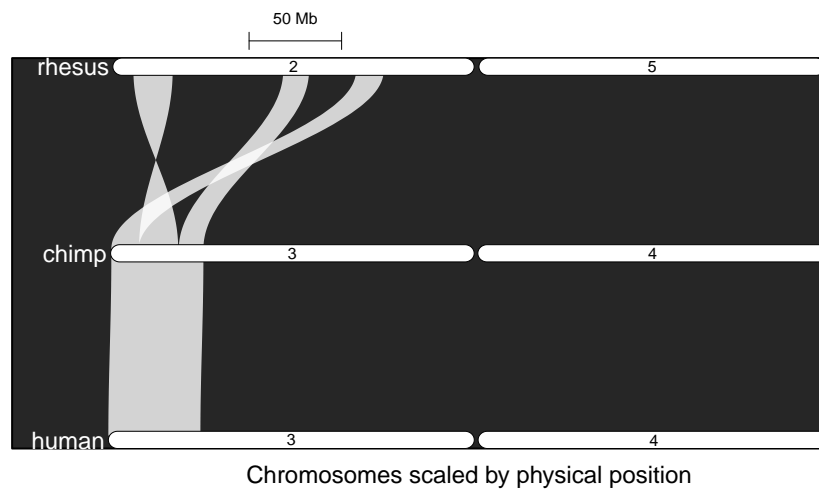 50 Mb
rhesus 2 5
chimp 3 4
human 3 4
Chromosomes scaled by physical position